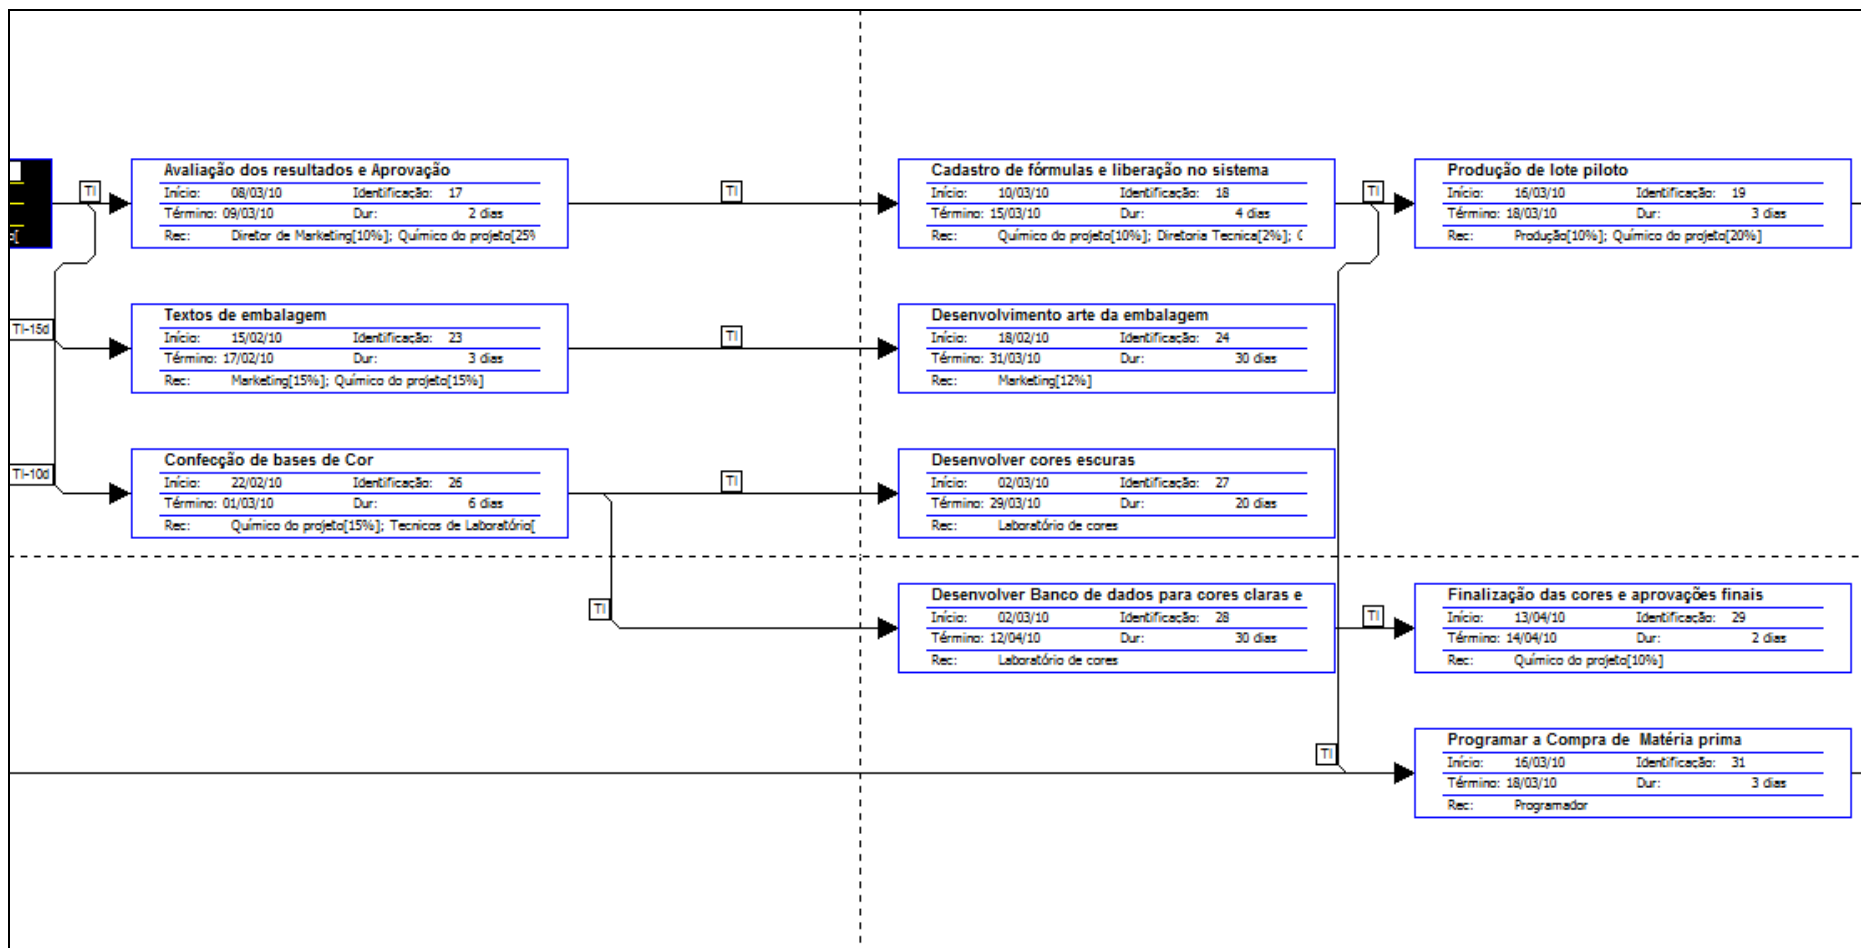 TI
Avaliação dos resultados e Aprovação
Início: 08/03/10 Identificação: 17
Término: 09/03/10 Dur: 2 dias
Rec: Diretor de Marketing[10%]; Químico do projeto[25%
TI
Cadastro de fórmulas e liberação no sistema
Início: 10/03/10 Identificação: 18
Término: 15/03/10 Dur: 4 dias
Rec: Químico do projeto[10%]; Diretoria Tecnica[2%];
TI
Produção de lote piloto
Início: 16/03/10 Identificação: 19
Término: 18/03/10 Dur: 3 dias
Rec: Produção[10%]; Químico do projeto[20%]
TI-15d
Textos de embalagem
Início: 15/02/10 Identificação: 23
Término: 17/02/10 Dur: 3 dias
Rec: Marketing[15%]; Químico do projeto[15%]
TI
Desenvolvimento arte da embalagem
Início: 18/02/10 Identificação: 24
Término: 31/03/10 Dur: 30 dias
Rec: Marketing[12%]
TI-10d
Confecção de bases de Cor
Início: 22/02/10 Identificação: 26
Término: 01/03/10 Dur: 6 dias
Rec: Químico do projeto[15%]; Tecnicos de Laboratório[
TI
Desenvolver cores escuras
Início: 02/03/10 Identificação: 27
Término: 29/03/10 Dur: 20 dias
Rec: Laboratório de cores
TI
Desenvolver Banco de dados para cores claras e
Início: 02/03/10 Identificação: 28
Término: 12/04/10 Dur: 30 dias
Rec: Laboratório de cores
TI
Finalização das cores e aprovações finais
Início: 13/04/10 Identificação: 29
Término: 14/04/10 Dur: 2 dias
Rec: Químico do projeto[10%]
TI
Programar a Compra de Matéria prima
Início: 16/03/10 Identificação: 31
Término: 18/03/10 Dur: 3 dias
Rec: Programador